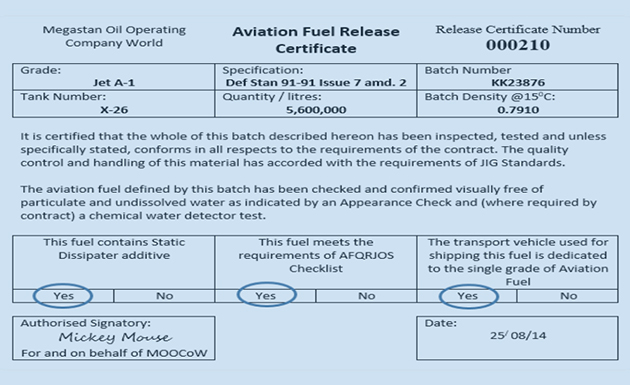 Megastan Oil Operating
Company World
Aviation Fuel Release
Certificate
Release Certificate Number
000210
Grade:
Jet A-1
Specification:
Def Stan 91-91 Issue 7 amd. 2
Batch Number
KK23876
Tank Number:
X-26
Quantity / litres:
5,600,000
Batch Density @15°C:
0.7910
It is certified that the whole of this batch described hereon has been inspected, tested and unless
specifically stated, conforms in all respects to the requirements of the contract. The quality
control and handling of this material has accorded with the requirements of JIG Standards.
The aviation fuel defined by this batch has been checked and confirmed visually free of
particulate and undissolved water as indicated by an Appearance Check and (where required by
contract) a chemical water detector test.
This fuel contains Static
Dissipater additive
This fuel meets the
requirements of AFQRJOS
Checklist
The transport vehicle used for
shipping this fuel is dedicated
to the single grade of Aviation
Fuel
Yes No Yes No Yes No
Authorised Signatory:
Mickey Mouse
For and on behalf of MOOCoW
Date:
25/ 08/14